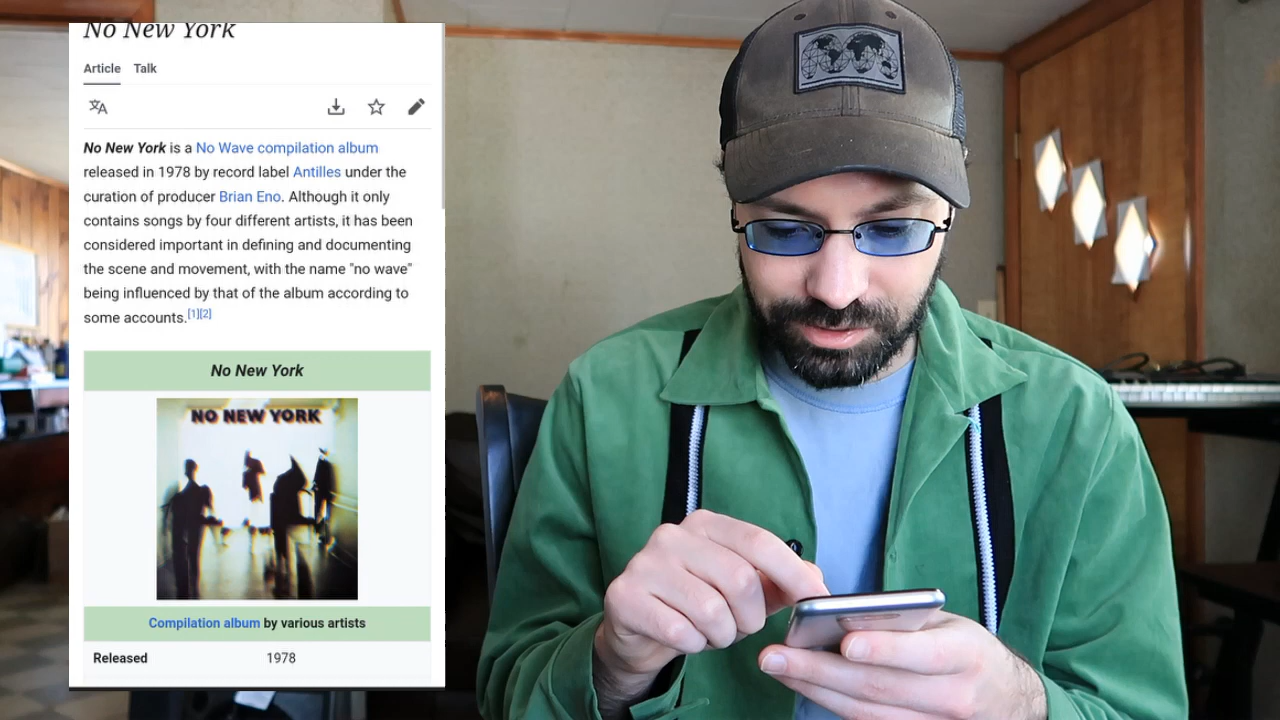 No New York
Article Talk
No New York is a No Wave compilation album
released in 1978 by record label Antilles under the
curation of producer Brian Eno. Although it only
contains songs by four different artists, it has been
considered important in defining and documenting
the scene and movement, with the name "no wave"
being influenced by that of the album according to
some accounts.[1][2]
No New York
NO NEW YORK
Compilation album by various artists
Released 1978